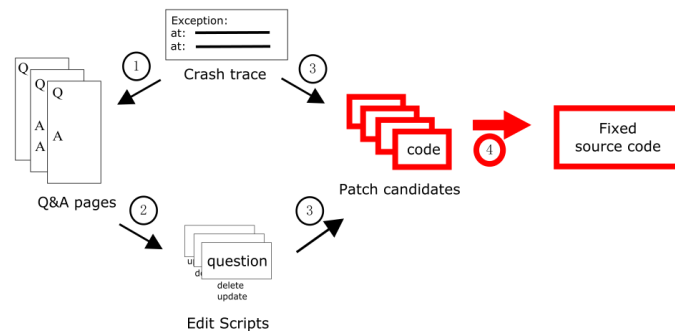 Exception:
at:
at:
Crash trace
1
3
Q
Q
Q
A
A
A
Q&A pages
code
Patch candidates
4
Fixed
source code
2
3
question
delete
update
Edit Scripts